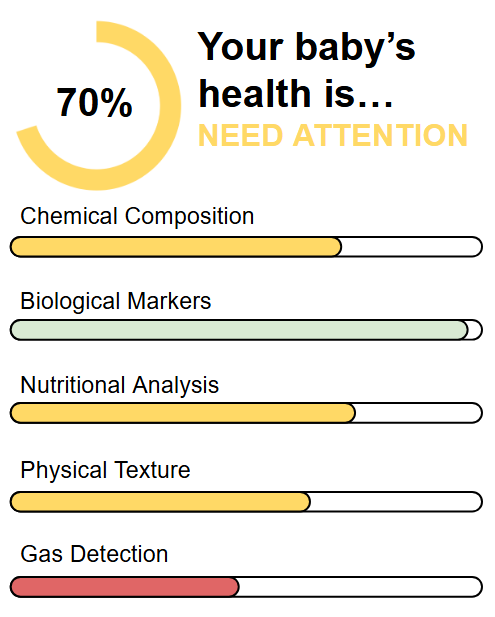 70%
Your baby’s
health is…
NEED ATTENTION
Chemical Composition
Biological Markers
Nutritional Analysis
Physical Texture
Gas Detection